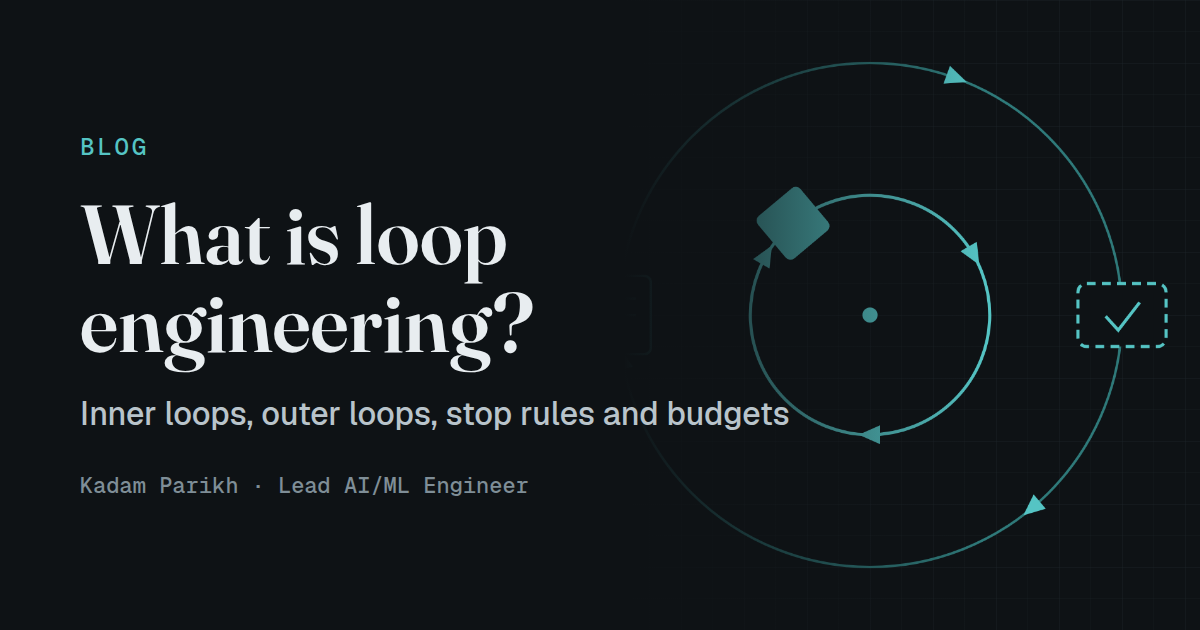 BLOG
What is loop
engineering?
Inner loops, outer loops, stop rules and budgets
Kadam Parikh · Lead AI/ML Engineer